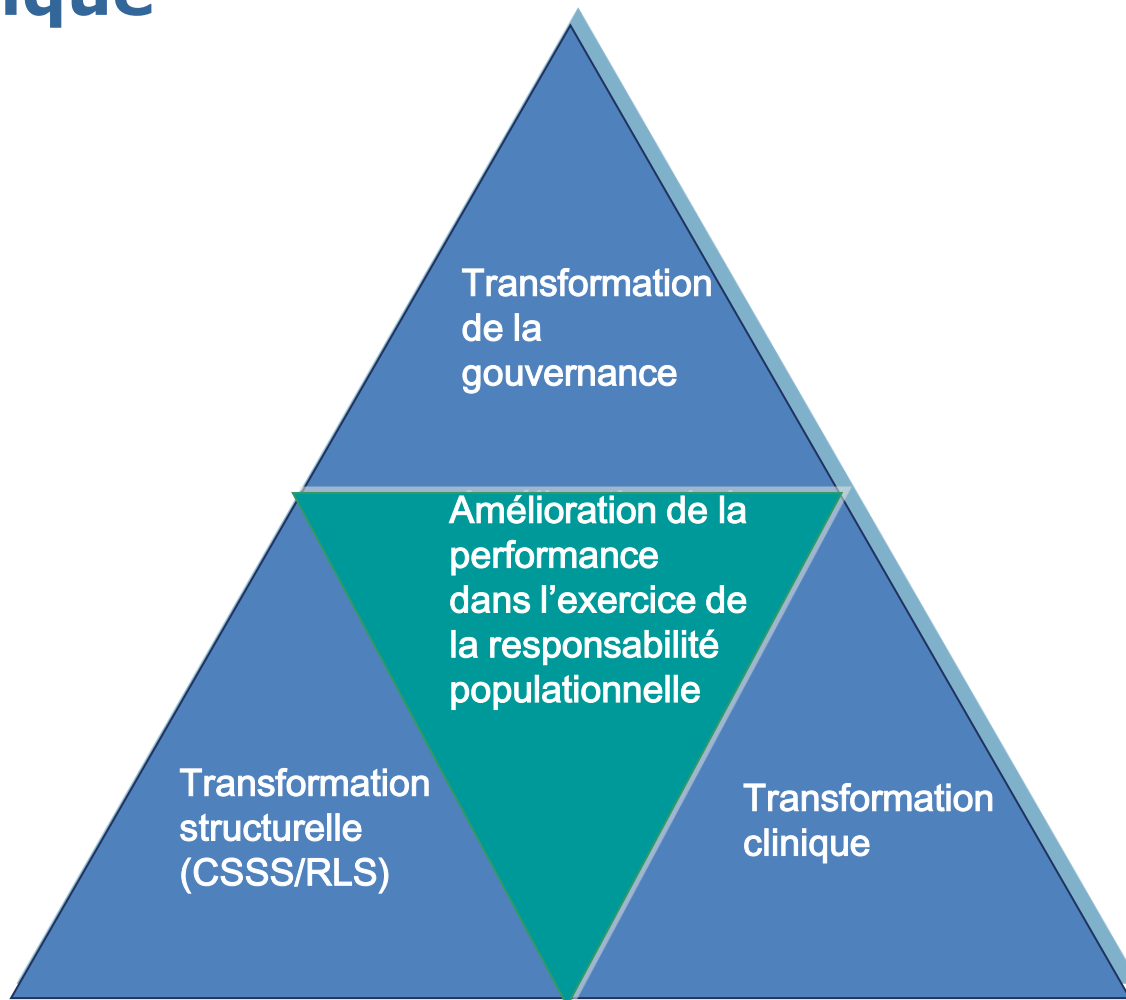 ique
Transformation
de la
gouvernance
Amélioration de la
performance
dans l’exercice de
la responsabilité
populationnelle
Transformation
structurelle
(CSSS/RLS)
Transformation
clinique